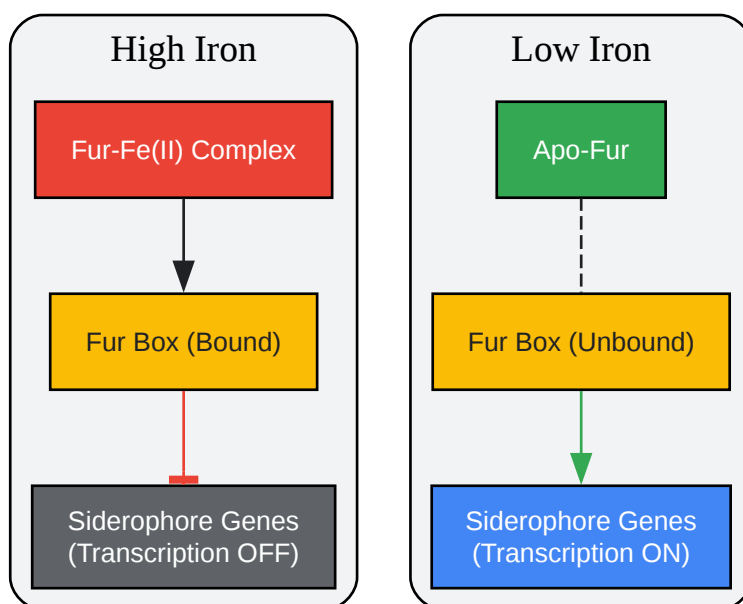 High Iron
Fur-Fe(II) Complex
Fur Box (Bound)
Siderophore Genes
(Transcription OFF)
Low Iron
Apo-Fur
Fur Box (Unbound)
Siderophore Genes
(Transcription ON)